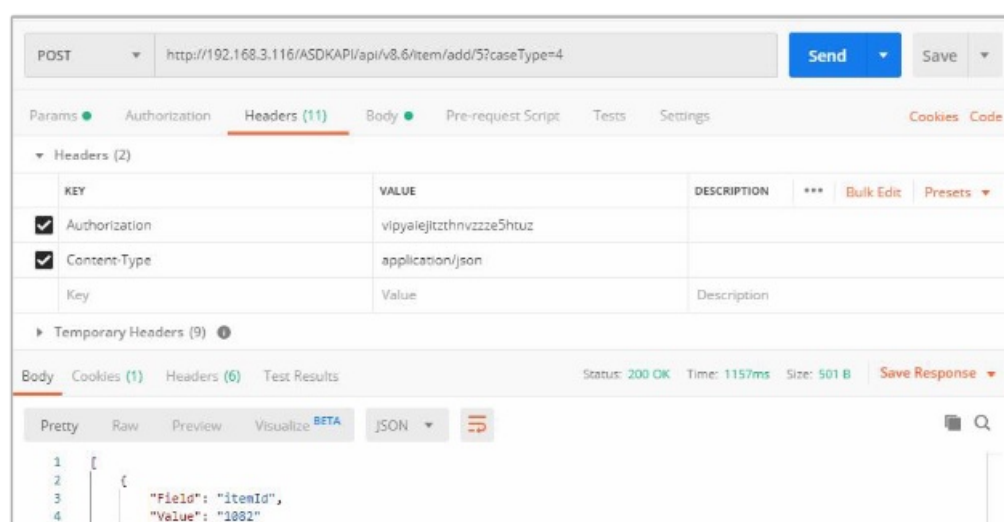 POST http://192.168.3.116/ASDKAPI/api/v8.6/item/add/5?caseType=4 Send Save
Params Authorization Headers (11) Body Pre-request Script Tests Settings Cookies Code
Headers (2)
KEY VALUE DESCRIPTION ••• Bulk Edit Presets
Authorization vipyaiejitzthnvzzze5htuz
Content-Type application/json
Key Value Description
Temporary Headers (9)
Body Cookies (1) Headers (6) Test Results Status: 200 OK Time: 1157ms Size: 501 B Save Response
Pretty Raw Preview Visualize BETA JSON
1 [
2 {
3 "Field": "itemId",
4 "Value": "1082"